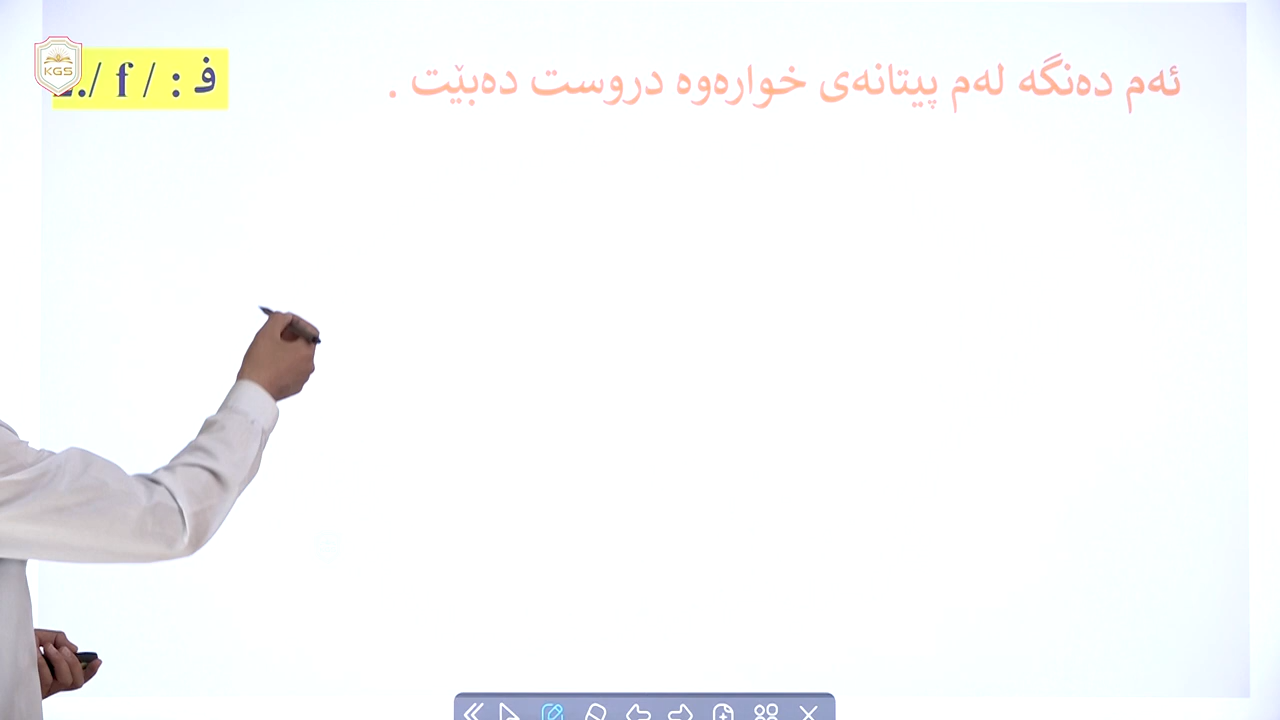 ئەم دەنگە لەم پیتانەی خوارەوە دروست دەبێت .
/ f / : ف
KGS